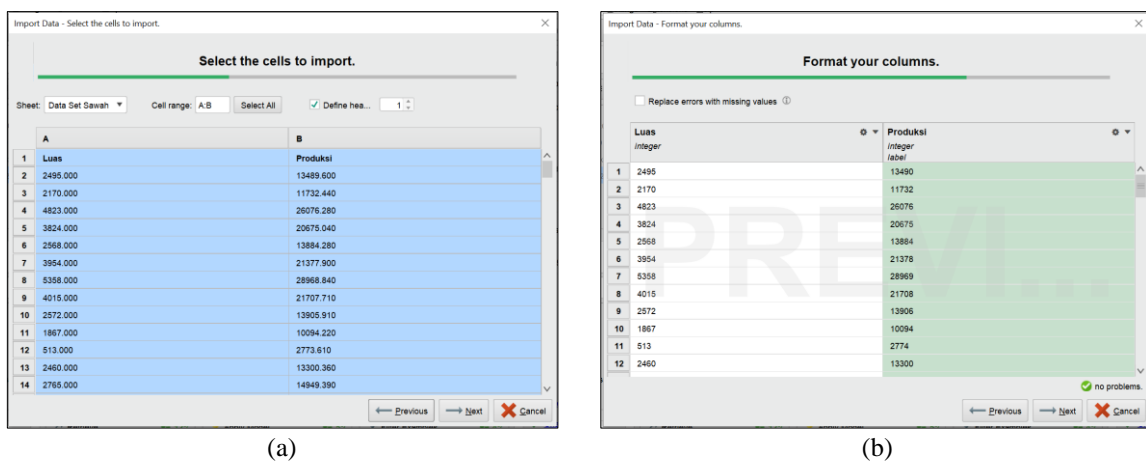 Import Data - Select the cells to import.
Select the cells to import.
Sheet: Data Set Sawah Cell range: A:B Select All Define hea... 1
A B
1 Luas Produksi
2 2495.000 13489.600
3 2170.000 11732.440
4 4823.000 26076.280
5 3824.000 20675.040
6 2568.000 13884.280
7 3954.000 21377.900
8 5358.000 28968.840
9 4015.000 21707.710
10 2572.000 13905.910
11 1867.000 10094.220
12 513.000 2773.610
13 2460.000 13300.360
14 2765.000 14949.390
Previous Next Cancel
(a)
Import Data - Format your columns.
Format your columns.
Replace errors with missing values
Luas Produksi
integer integer
label
1 2495 13490
2 2170 11732
3 4823 26076
4 3824 20675
5 2568 13884
6 3954 21378
7 5358 28969
8 4015 21708
9 2572 13906
10 1867 10094
11 513 2774
12 2460 13300
PREVI...
no problems.
Previous Next Cancel
(b)